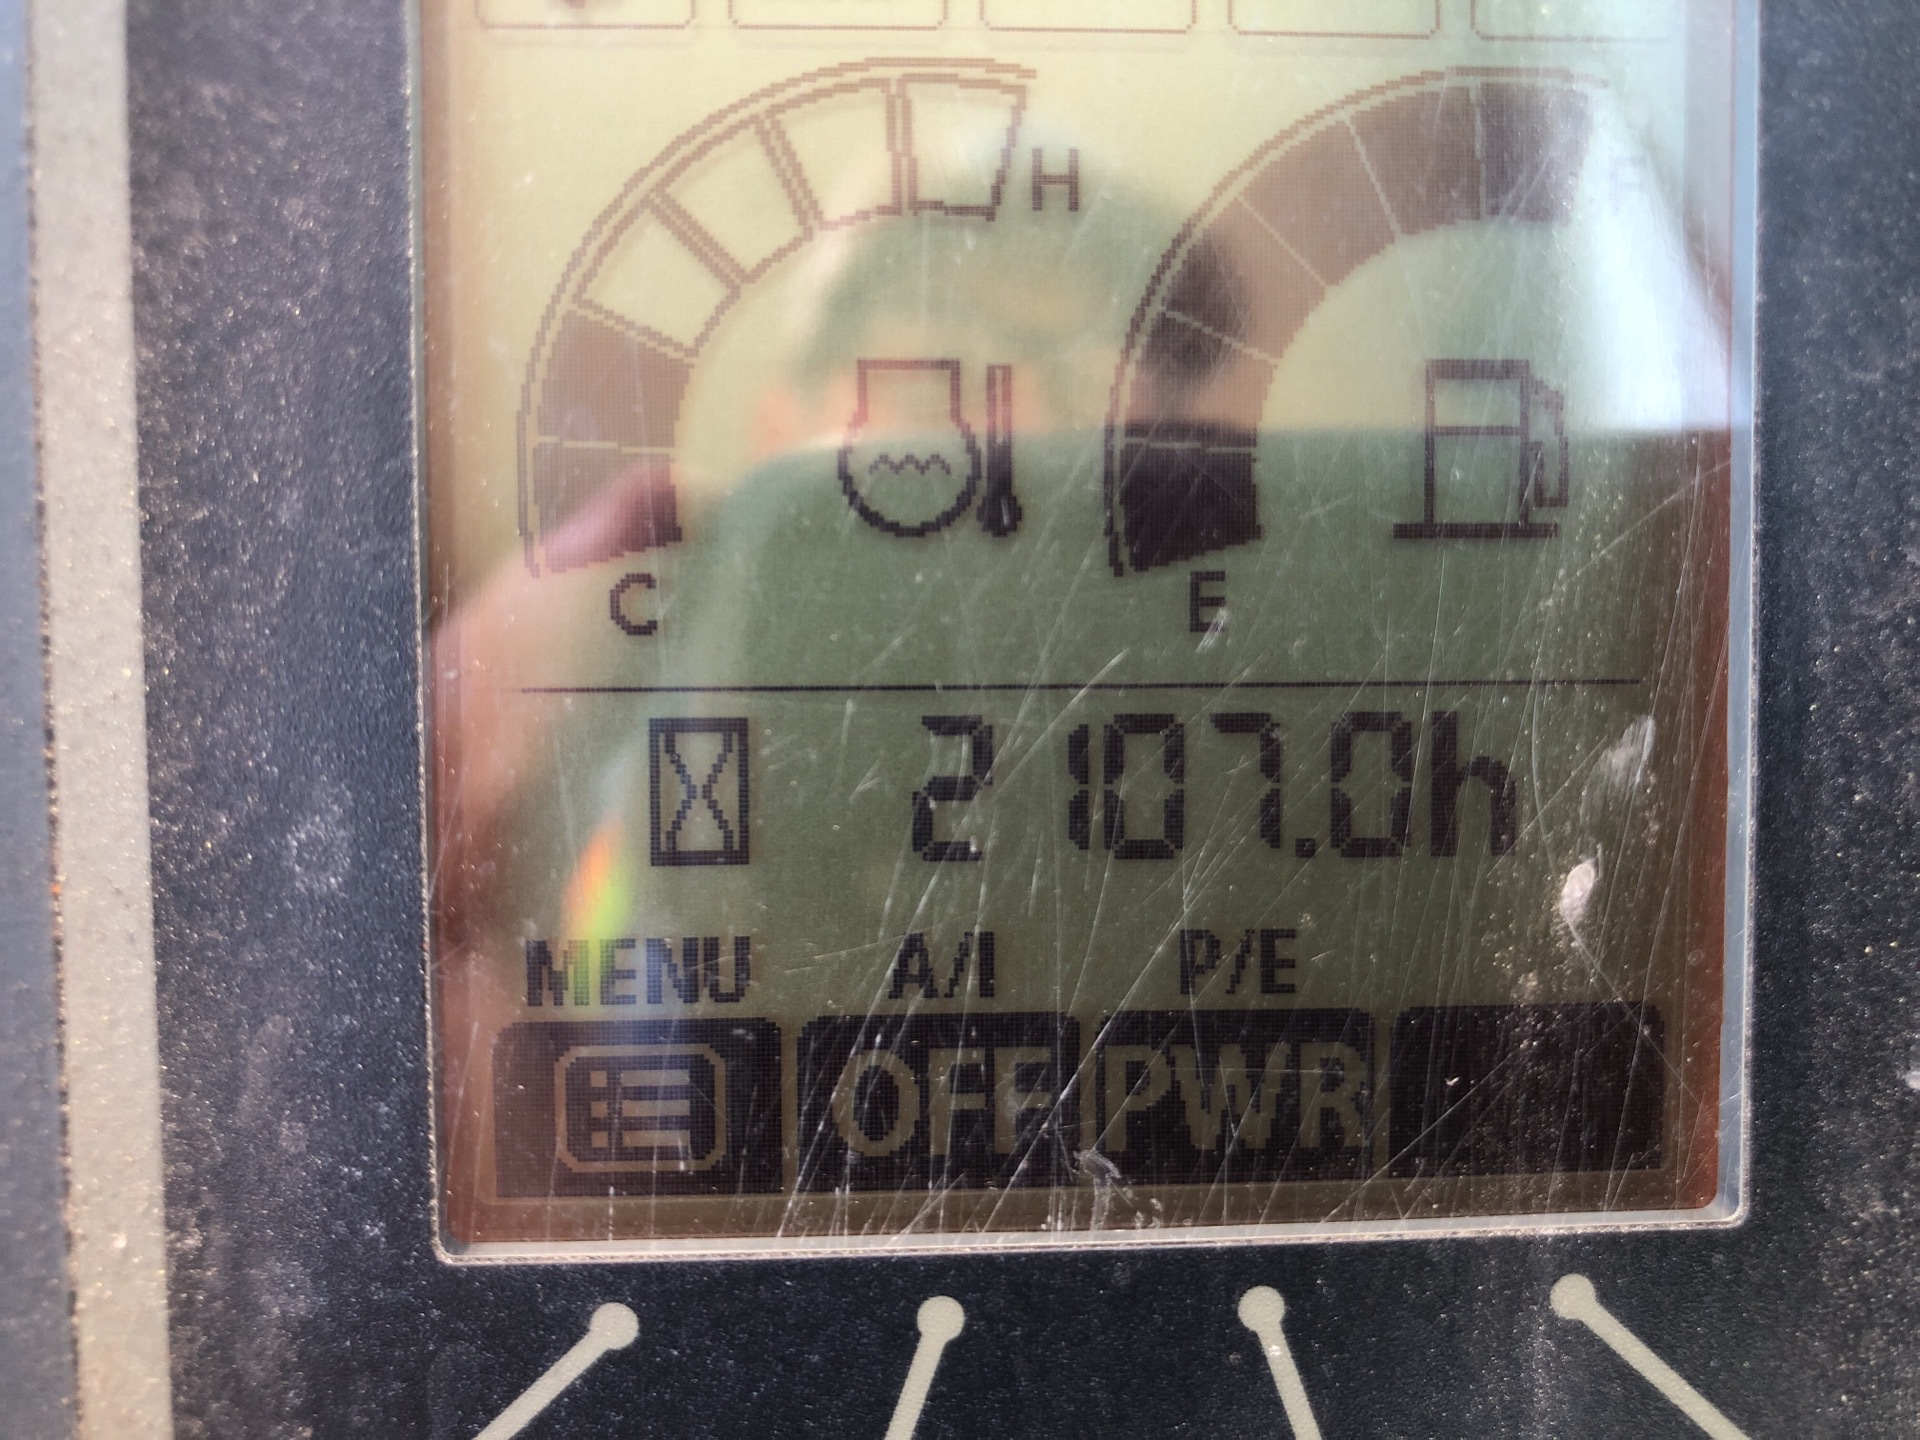 H F
C E
2107.0h
MENU A/I P/E
OFF PWR